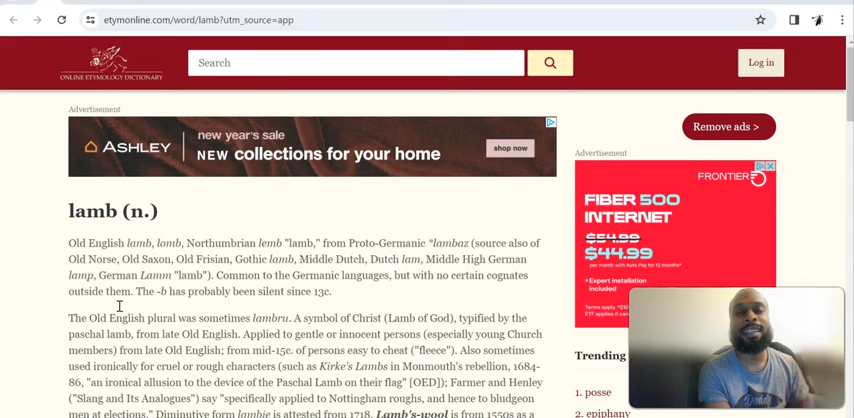 etymonline.com/word/lamb?utm_source=app
ONLINE ETYMOLOGY DICTIONARY
Search
Log in
Advertisement
ASHLEY
new year's sale
NEW collections for your home
shop now
Remove ads >
Advertisement
FRONTIER
FIBER 500
INTERNET
$54.99
$44.99
per month with Auto Pay for 12 months*
+ Expert installation
included
Terms apply.
lamb (n.)
Old English lamb, lomb, Northumbrian lemb "lamb," from Proto-Germanic *lambaz (source also of
Old Norse, Old Saxon, Old Frisian, Gothic lamb, Middle Dutch, Dutch lam, Middle High German
lamp, German Lamm "lamb"). Common to the Germanic languages, but with no certain cognates
outside them. The -b has probably been silent since 13c.
The Old English plural was sometimes lambru. A symbol of Christ (Lamb of God), typified by the
paschal lamb, from late Old English. Applied to gentle or innocent persons (especially young Church
members) from late Old English; from mid-15c. of persons easy to cheat ("fleece"). Also sometimes
used ironically for cruel or rough characters (such as Kirke's Lambs in Monmouth's rebellion, 1684-
86, "an ironical allusion to the device of the Paschal Lamb on their flag" [OED]); Farmer and Henley
("Slang and Its Analogues") say "specifically applied to Nottingham roughs, and hence to bludgeon
men at elections." Diminutive form lambie is attested from 1718. Lamb's-wool is from 1550s as a
Trending
1. posse
2. epiphany
Daddy